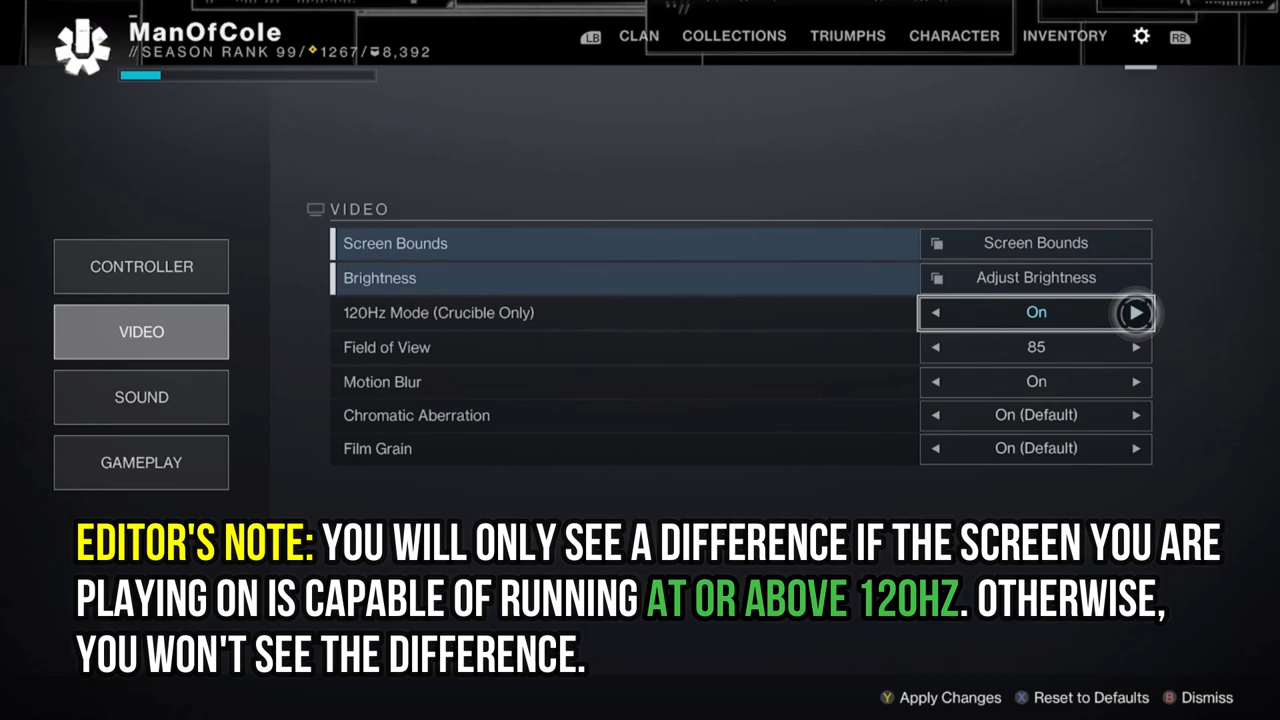 ManOfCole
//SEASON RANK 99/ 1267/ 8,392
LB CLAN COLLECTIONS TRIUMPHS CHARACTER INVENTORY RB
VIDEO
Screen Bounds Screen Bounds
Brightness Adjust Brightness
120Hz Mode (Crucible Only) On
Field of View 85
Motion Blur On
Chromatic Aberration On (Default)
Film Grain On (Default)
CONTROLLER
VIDEO
SOUND
GAMEPLAY
EDITOR'S NOTE: YOU WILL ONLY SEE A DIFFERENCE IF THE SCREEN YOU ARE
PLAYING ON IS CAPABLE OF RUNNING AT OR ABOVE 120HZ. OTHERWISE,
YOU WON'T SEE THE DIFFERENCE.
Y Apply Changes X Reset to Defaults B Dismiss